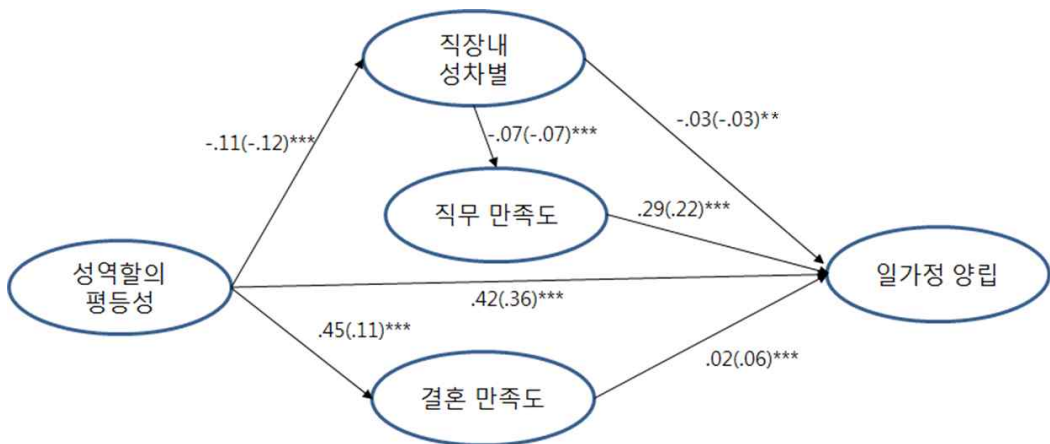 직장내
성차별
-.11(-.12)***
-.07(-.07)***
-.03(-.03)**
직무 만족도
.29(.22)***
성역할의
평등성
.42(.36)***
일가정 양립
.45(.11)***
.02(.06)***
결혼 만족도